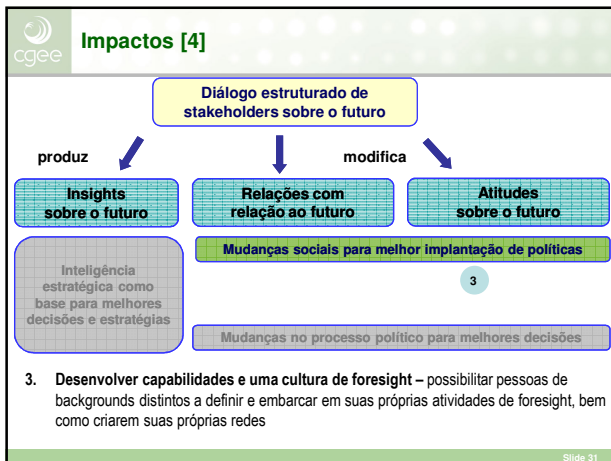 cgee
Impactos [4]
Diálogo estruturado de
stakeholders sobre o futuro
produz
modifica
Insights
sobre o futuro
Relações com
relação ao futuro
Atitudes
sobre o futuro
Inteligência
estratégica como
base para melhores
decisões e estratégias
Mudanças sociais para melhor implantação de políticas
3
Mudanças no processo político para melhores decisões
3. Desenvolver capabilidades e uma cultura de foresight – possibilitar pessoas de
backgrounds distintos a definir e embarcar em suas próprias atividades de foresight, bem
como criarem suas próprias redes
Slide 31